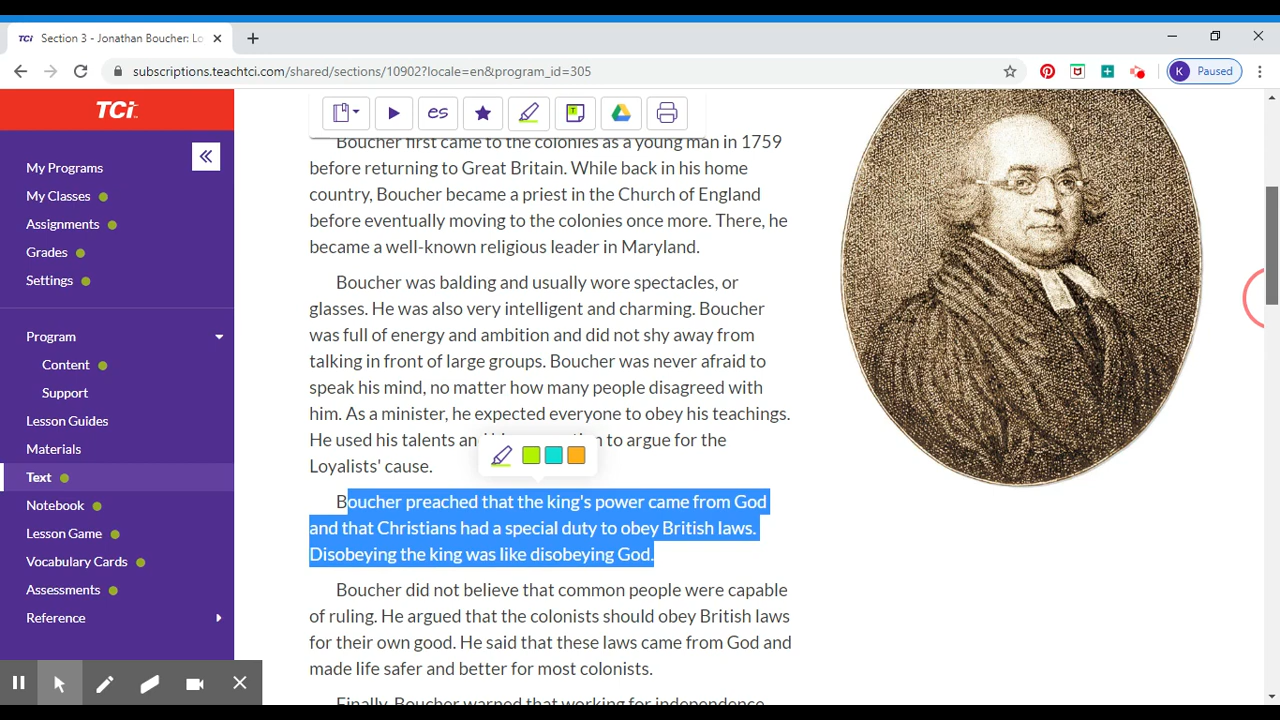 TCi Section 3 - Jonathan Boucher: Lo
subscriptions.teachtci.com/shared/sections/10902?locale=en&program_id=305
K Paused
TCi
es
T
My Programs
My Classes
Assignments
Grades
Settings
Program
Content
Support
Lesson Guides
Materials
Text
Notebook
Lesson Game
Vocabulary Cards
Assessments
Reference
Boucher first came to the colonies as a young man in 1759
before returning to Great Britain. While back in his home
country, Boucher became a priest in the Church of England
before eventually moving to the colonies once more. There, he
became a well-known religious leader in Maryland.
Boucher was balding and usually wore spectacles, or
glasses. He was also very intelligent and charming. Boucher
was full of energy and ambition and did not shy away from
talking in front of large groups. Boucher was never afraid to
speak his mind, no matter how many people disagreed with
him. As a minister, he expected everyone to obey his teachings.
He used his talents and to argue for the
Loyalists' cause.
Boucher preached that the king's power came from God
and that Christians had a special duty to obey British laws.
Disobeying the king was like disobeying God.
Boucher did not believe that common people were capable
of ruling. He argued that the colonists should obey British laws
for their own good. He said that these laws came from God and
made life safer and better for most colonists.
Finally, Boucher warned that working for independence